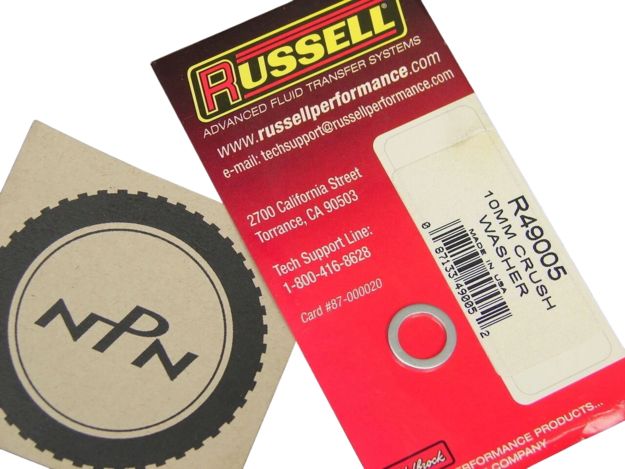 RUSSELL
ADVANCED FLUID TRANSFER SYSTEMS
www.russellperformance.com
e-mail: techsupport@russellperformance.com
2700 California Street
Torrance, CA 90503
Tech Support Line:
1-800-416-8628
Card #87-000020
R49005
10MM CRUSH
WASHER
MADE IN USA
0 87133 49005 2
PERFORMANCE PRODUCTS...
COMPANY
NPN